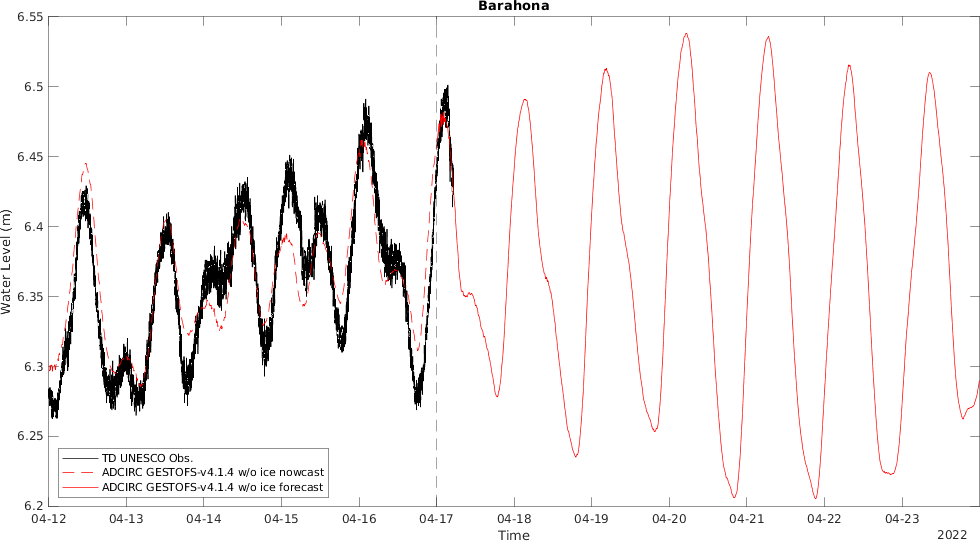 Barahona
6.55
6.5
6.45
6.4
6.35
6.3
6.25
6.2
Water Level (m)
TD UNESCO Obs.
ADCIRC GESTOFS-v4.1.4 w/o ice nowcast
ADCIRC GESTOFS-v4.1.4 w/o ice forecast
04-12 04-13 04-14 04-15 04-16 04-17 04-18 04-19 04-20 04-21 04-22 04-23
Time
2022